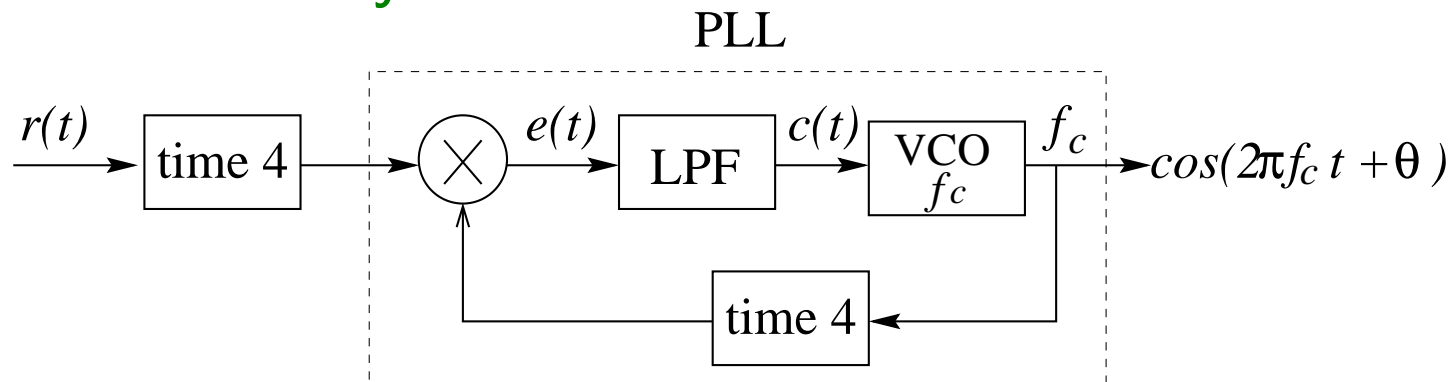 PLL
r(t)
time 4
e(t)
LPF
c(t)
VCO
fc
fc
cos(2πfc t + θ )
time 4